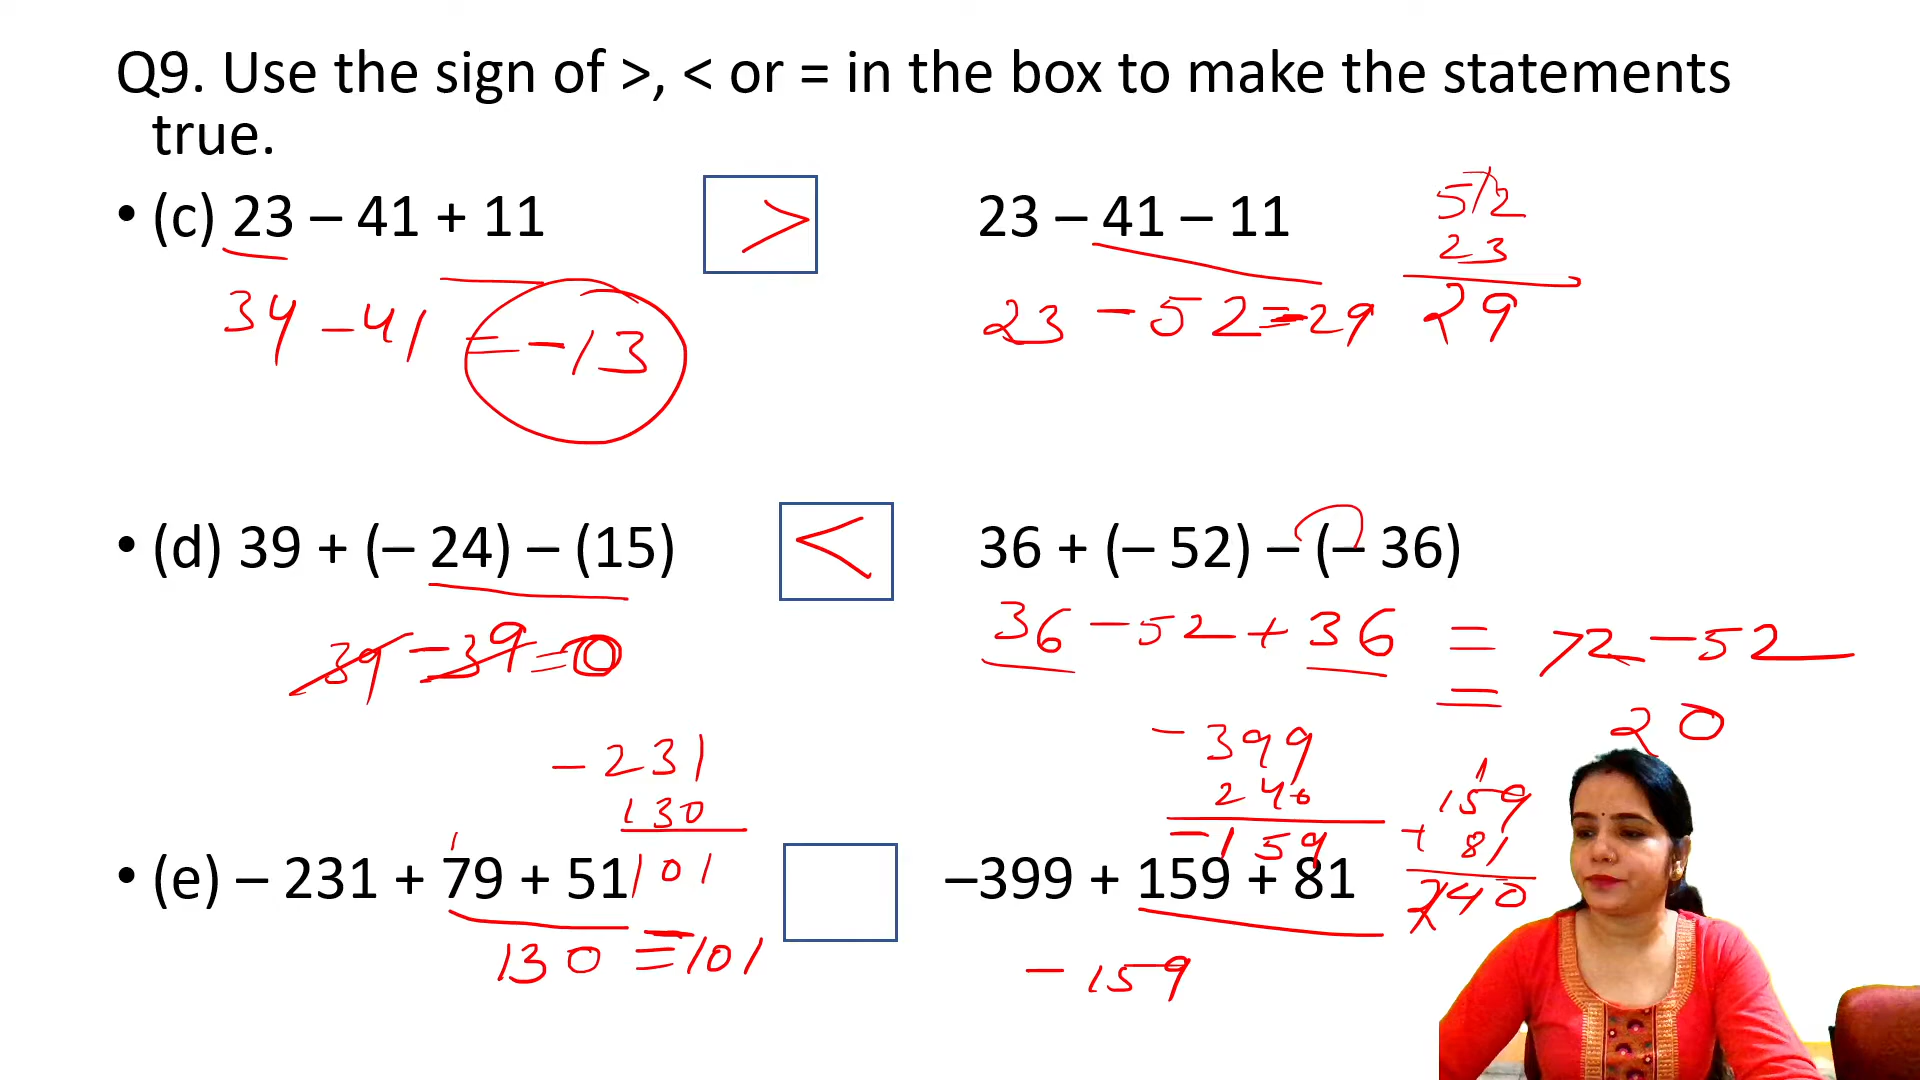 Q9. Use the sign of >, < or = in the box to make the statements
true.
• (c) 23 – 41 + 11 > 23 – 41 – 11
52
23
29
34 – 41 = – 13
23 – 52 = – 29
• (d) 39 + (– 24) – (15) < 36 + (– 52) – (– 36)
39 – 39 = 0
36 – 52 + 36 = 72 – 52
= 20
– 231
130
101
– 399
240
– 159
1
159
+ 81
240
1
• (e) – 231 + 79 + 51 –399 + 159 + 81
130 = – 101
– 159